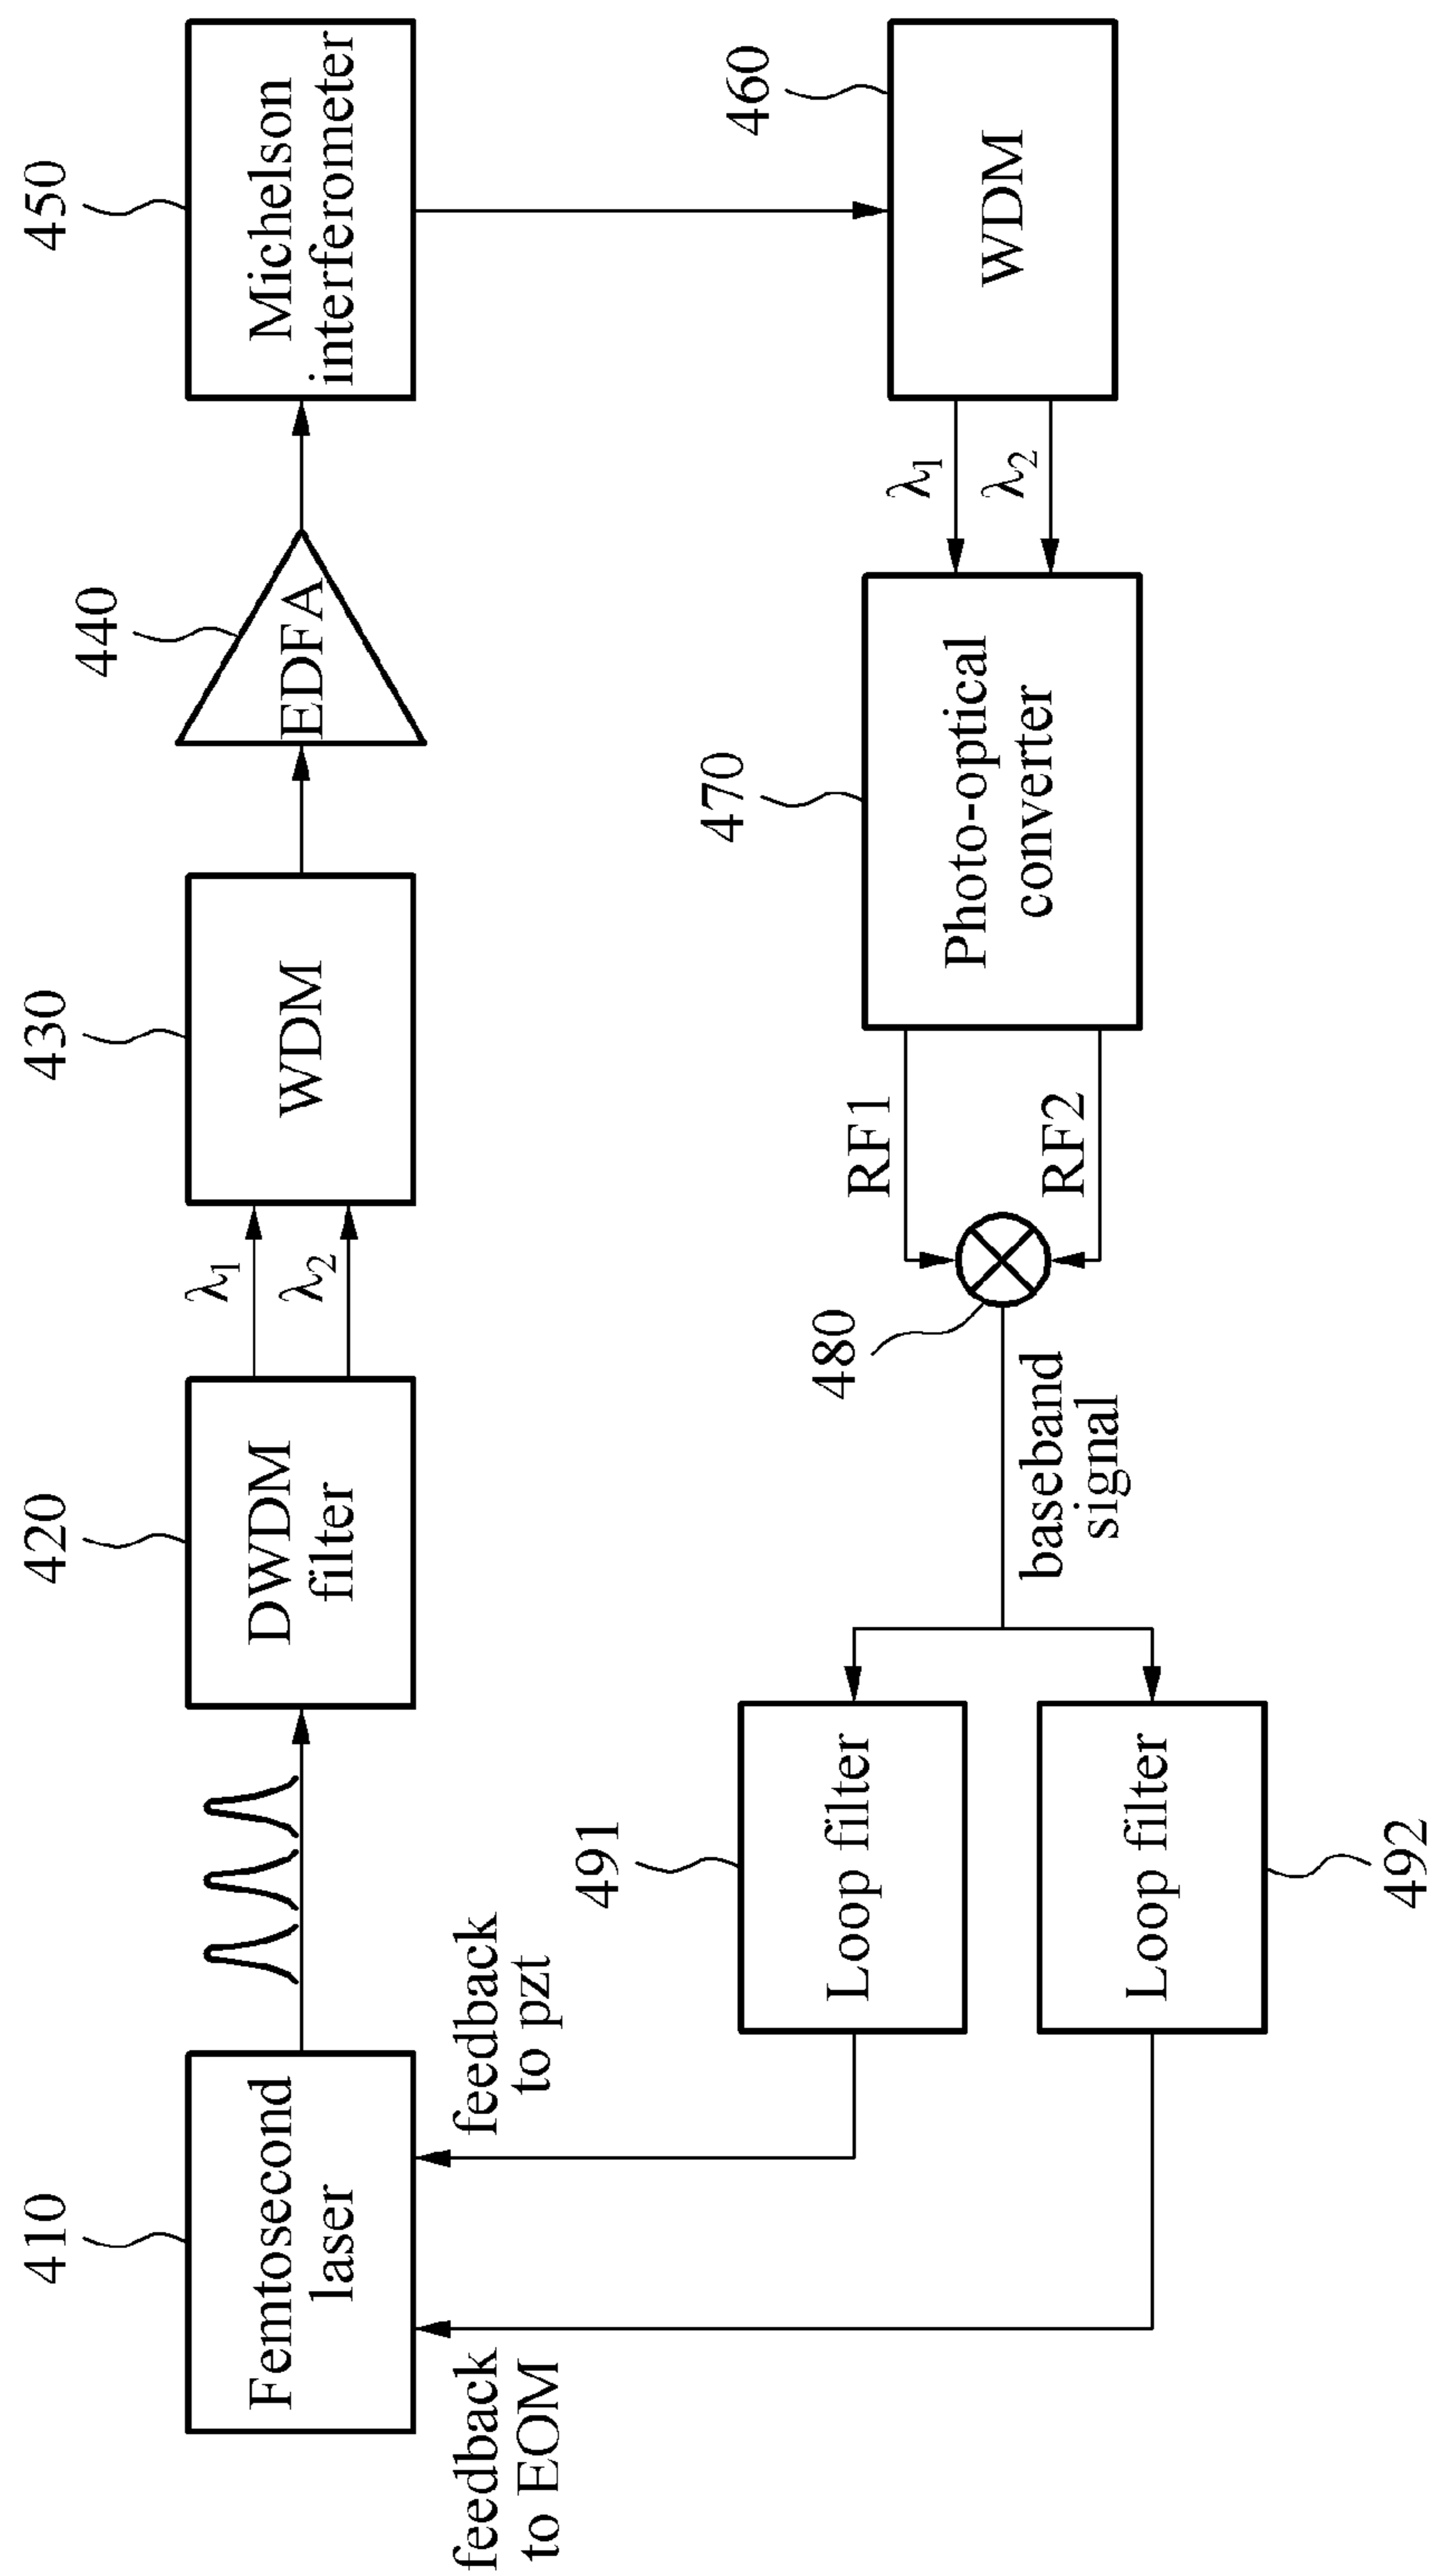 410
Femtosecond
laser
420
DWDM
filter
λ1
λ2
430
WDM
440
EDFA
450
Michelson
interferometer
feedback
to EOM
feedback
to pzt
491
Loop filter
492
Loop filter
baseband
signal
480
RF1
RF2
470
Photo-optical
converter
λ1
λ2
460
WDM